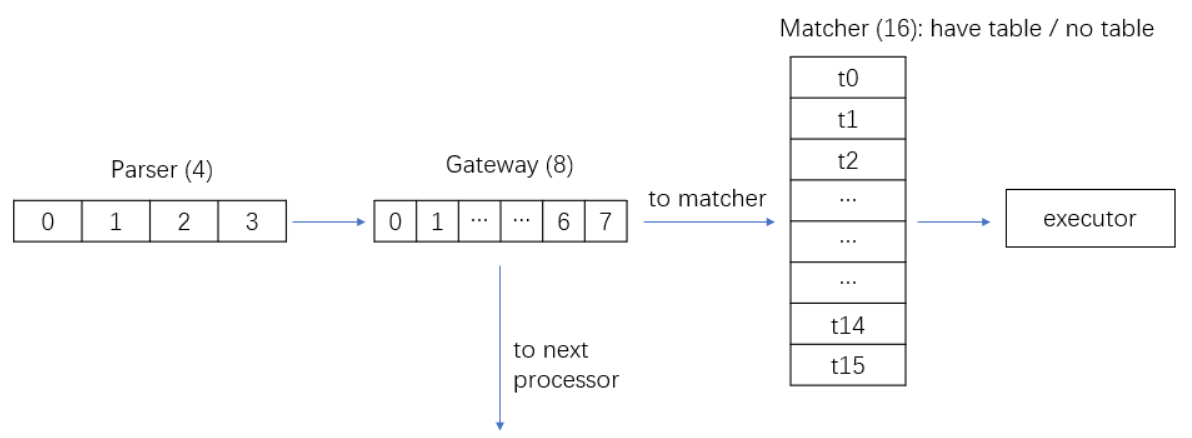 Matcher (16): have table / no table
Parser (4)
0 1 2 3
Gateway (8)
0 1 ... ... 6 7
to matcher
to next
processor
t0
t1
t2
...
...
...
t14
t15
executor